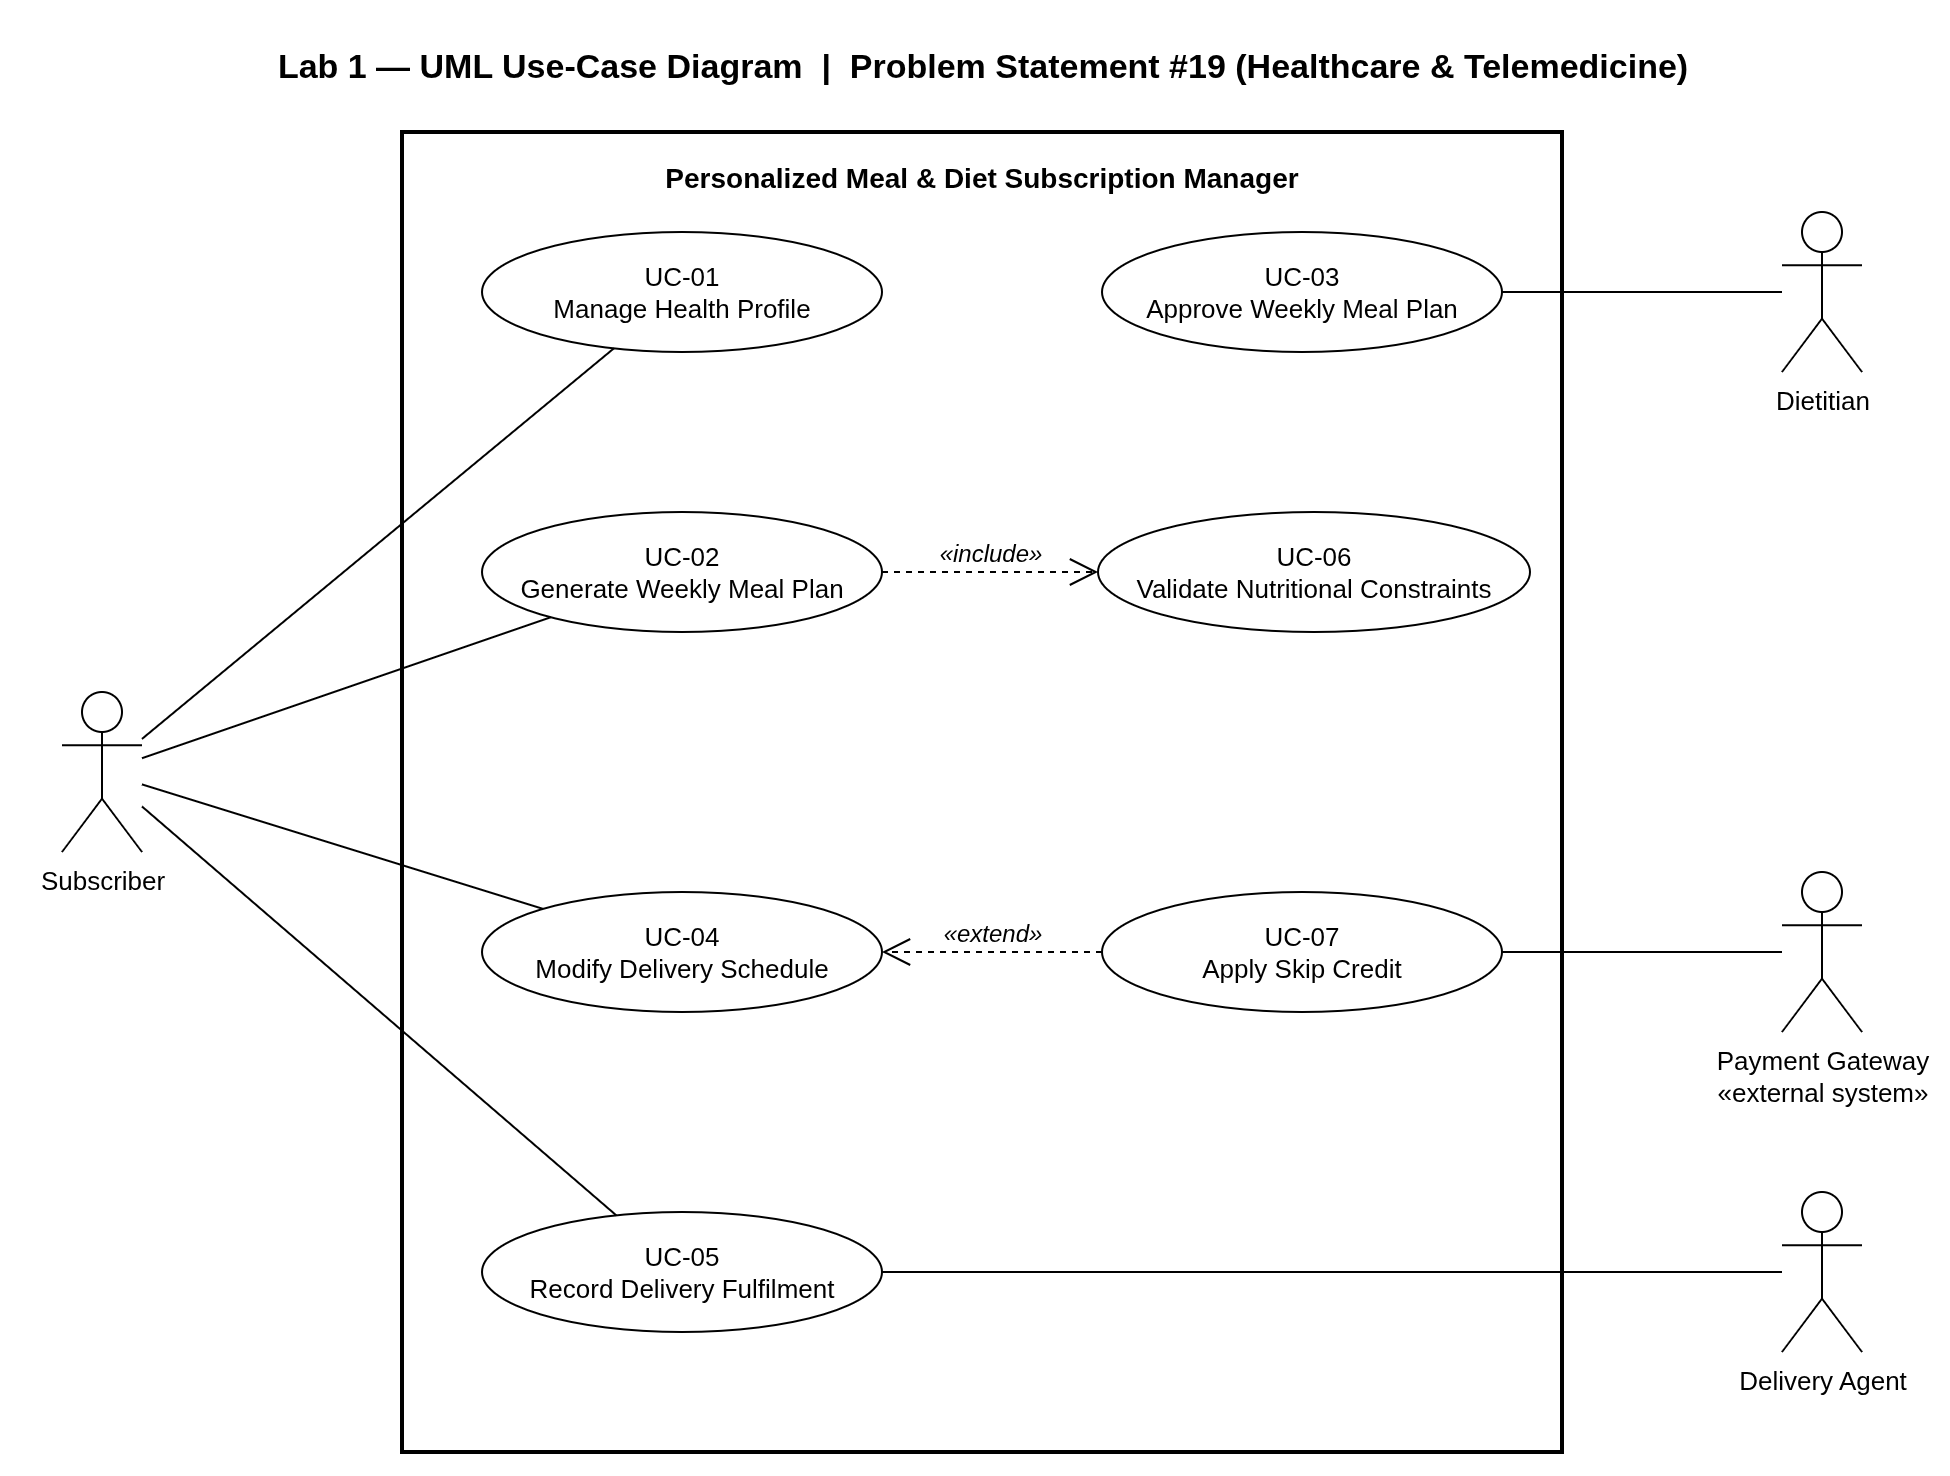 Lab 1 — UML Use-Case Diagram | Problem Statement #19 (Healthcare & Telemedicine)
Personalized Meal & Diet Subscription Manager
UC-01
Manage Health Profile
UC-03
Approve Weekly Meal Plan
Dietitian
UC-02
Generate Weekly Meal Plan
«include»
UC-06
Validate Nutritional Constraints
Subscriber
UC-04
Modify Delivery Schedule
«extend»
UC-07
Apply Skip Credit
Payment Gateway
«external system»
UC-05
Record Delivery Fulfilment
Delivery Agent